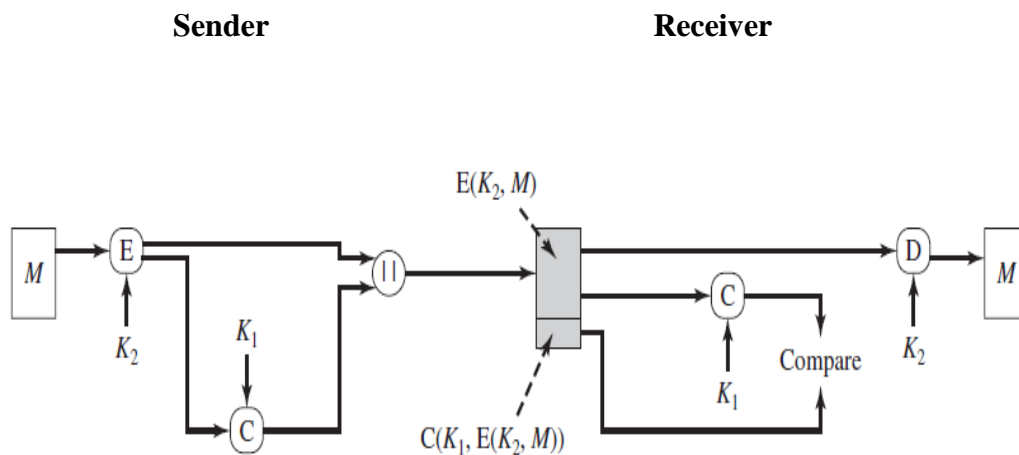 Sender Receiver
E(K₂, M)
M E || D M
K₂ K₁ C K₁ Compare K₂
C C(K₁, E(K₂, M))